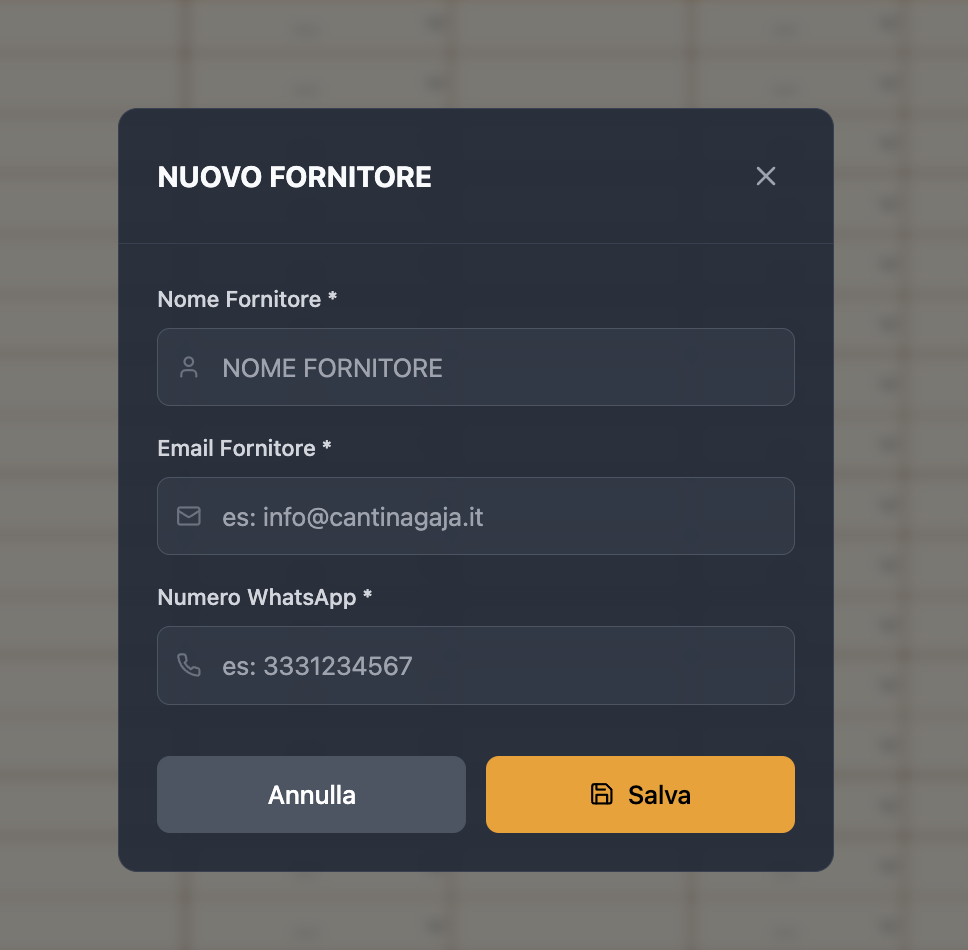 NUOVO FORNITORE
Nome Fornitore *
NOME FORNITORE
Email Fornitore *
es: info@cantinagaja.it
Numero WhatsApp *
es: 3331234567
Annulla
Salva